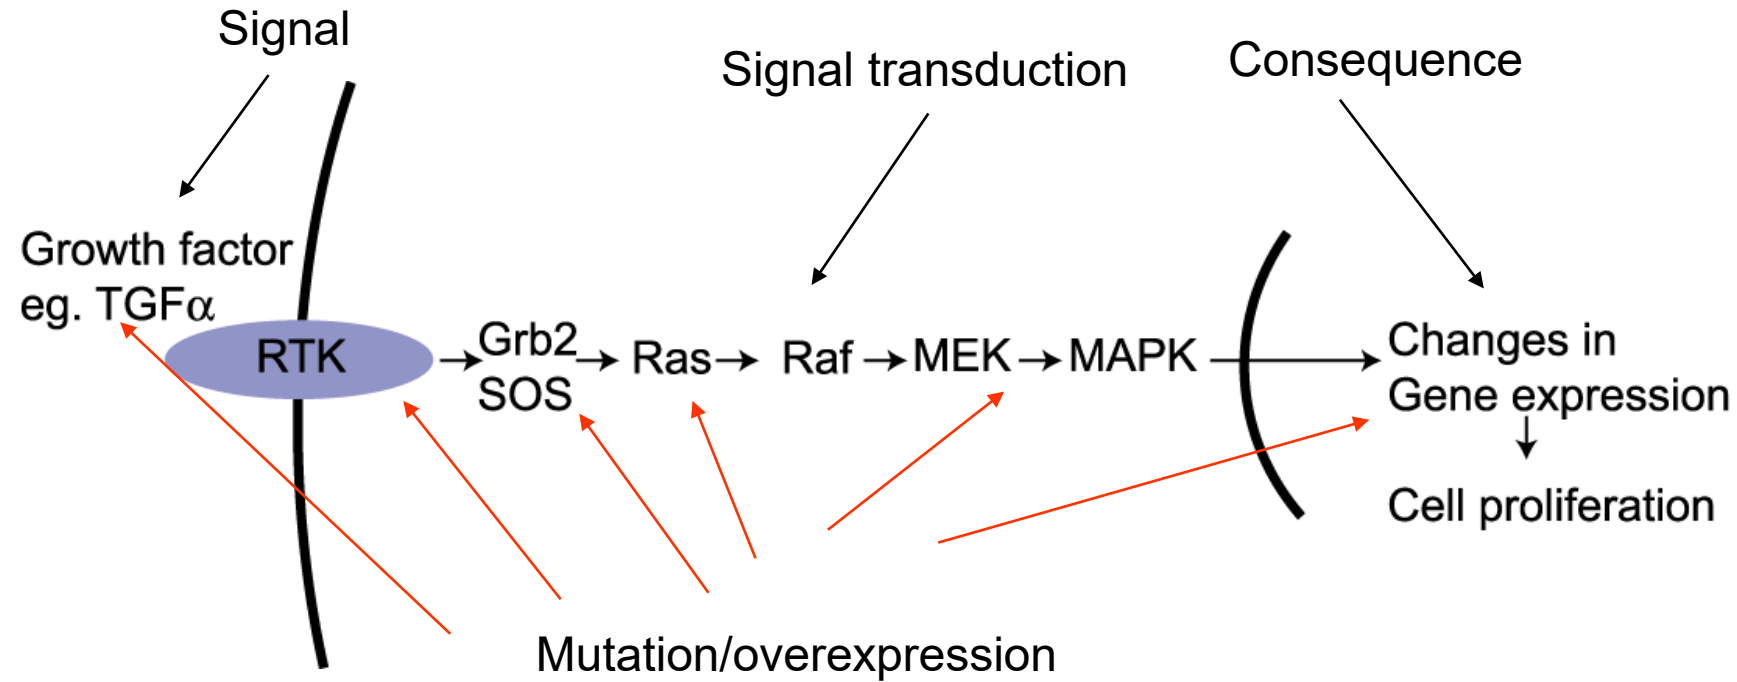 Signal
Signal transduction
Consequence
Growth factor
eg. TGFα
RTK
Grb2
SOS
Ras
Raf
MEK
MAPK
Changes in
Gene expression
Cell proliferation
Mutation/overexpression